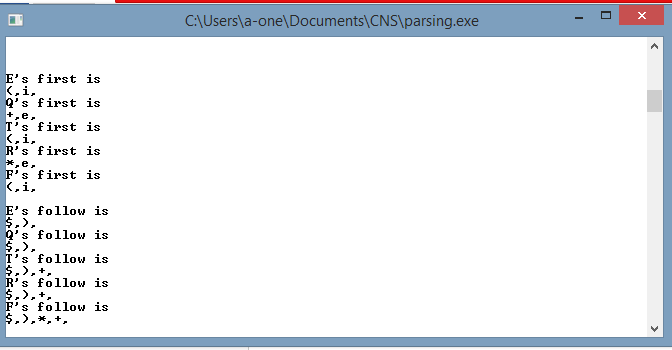 C:\Users\a-one\Documents\CNS\parsing.exe
E's first is
(,i,
Q's first is
+,e,
T's first is
(,i,
R's first is
*,e,
F's first is
(,i,
E's follow is
$,),
Q's follow is
$,),
T's follow is
$,),+,
R's follow is
$,),+,
F's follow is
$,),*,+,